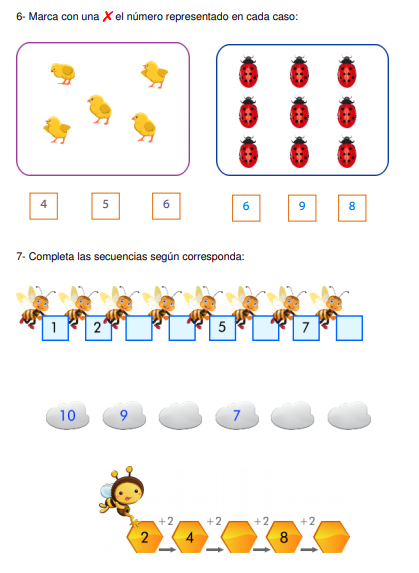 6- Marca con una ✗ el número representado en cada caso:
4 5 6 6 9 8
7- Completa las secuencias según corresponda:
1 2 5 7
10 9 7
+2 +2 +2 +2
2 4 8